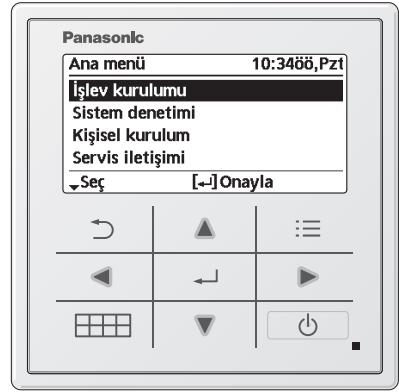 Panasonic
Ana menü 10:34öö,Pzt
İşlev kurulumu
Sistem denetimi
Kişisel kurulum
Servis iletişimi
Seç [↵]Onayla